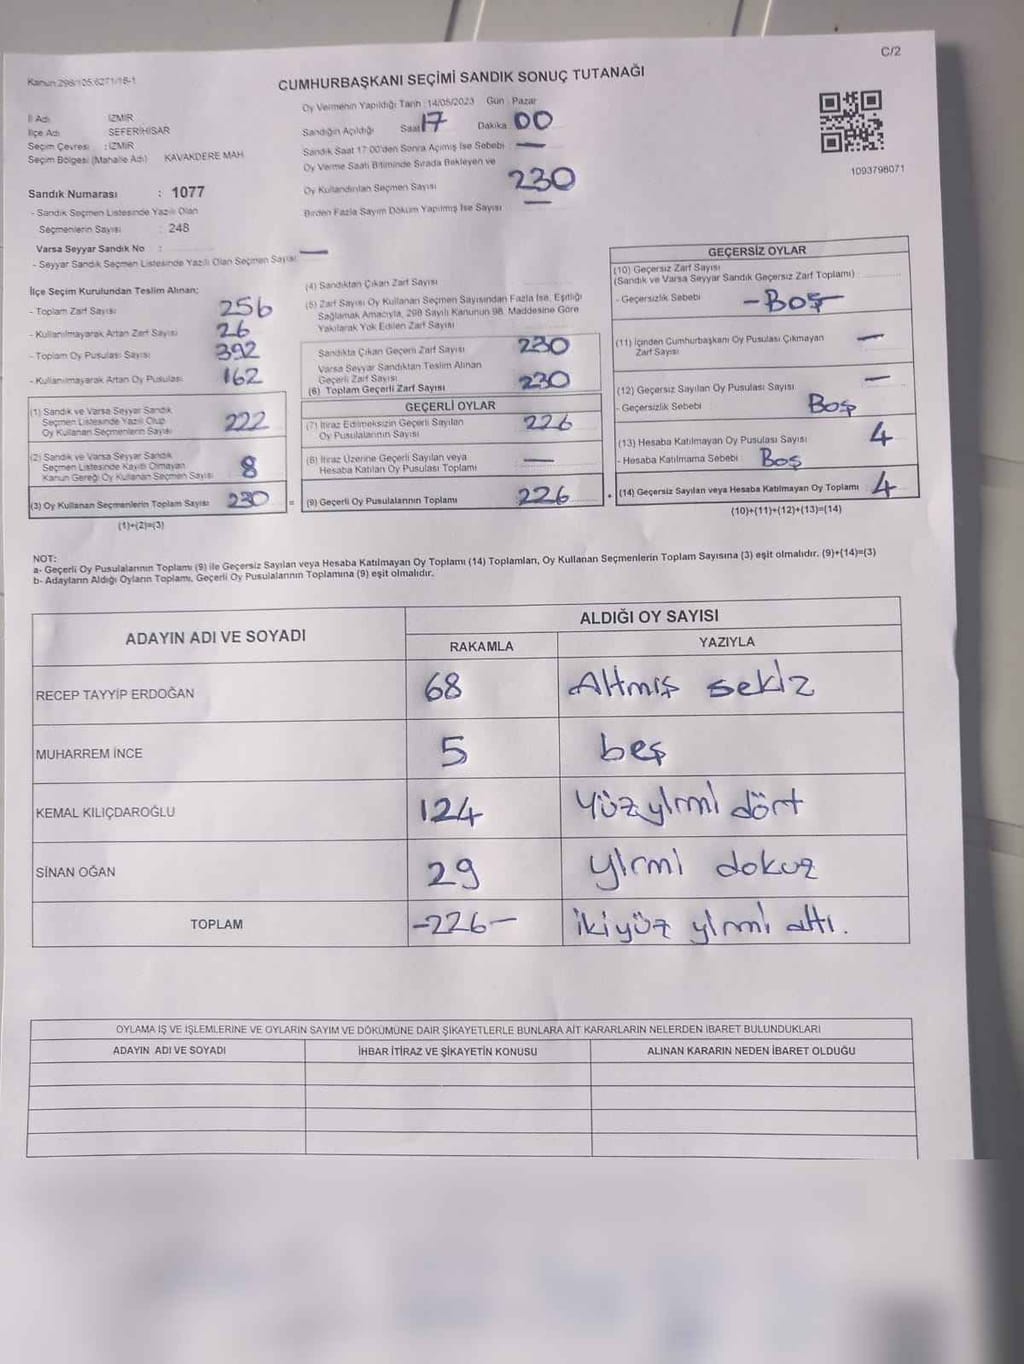 C/2
Kanun:298/105,6271/18-1
CUMHURBAŞKANI SEÇİMİ SANDIK SONUÇ TUTANAĞI
İl Adı : İZMİR
İlçe Adı : SEFERİHİSAR
Seçim Çevresi : İZMİR
Seçim Bölgesi (Mahalle Adı) KAVAKDERE MAH
Sandık Numarası : 1077
- Sandık Seçmen Listesinde Yazılı Olan
Seçmenlerin Sayısı : 248
Varsa Seyyar Sandık No :
- Seyyar Sandık Seçmen Listesinde Yazılı Olan Seçmen Sayısı —
Oy Vermenin Yapıldığı Tarih : 14/05/2023 Gün : Pazar
Sandığın Açıldığı Saat 17 Dakika 00
Sandık Saat 17:00'den Sonra Açılmış İse Sebebi —
Oy Verme Saati Bitiminde Sırada Bekleyen ve
Oy Kullandırılan Seçmen Sayısı 230
Birden Fazla Sayım Döküm Yapılmış İse Sayısı —
1093798071
İlçe Seçim Kurulundan Teslim Alınan:
- Toplam Zarf Sayısı 256
- Kullanılmayarak Artan Zarf Sayısı 26
- Toplam Oy Pusulası Sayısı 392
- Kullanılmayarak Artan Oy Pusulası 162
(1) Sandık ve Varsa Seyyar Sandık
Seçmen Listesinde Yazılı Olup
Oy Kullanan Seçmenlerin Sayısı 222
(2) Sandık ve Varsa Seyyar Sandık
Seçmen Listesinde Kayıtlı Olmayan
Kanun Gereği Oy Kullanan Seçmen Sayısı 8
(3) Oy Kullanan Seçmenlerin Toplam Sayısı 230 =
(1)+(2)=(3)
(4) Sandıktan Çıkan Zarf Sayısı
(5) Zarf Sayısı Oy Kullanan Seçmen Sayısından Fazla İse, Eşitliği
Sağlamak Amacıyla, 298 Sayılı Kanunun 98. Maddesine Göre
Yakılarak Yok Edilen Zarf Sayısı
Sandıkta Çıkan Geçerli Zarf Sayısı 230
Varsa Seyyar Sandıktan Teslim Alınan
Geçerli Zarf Sayısı
(6) Toplam Geçerli Zarf Sayısı 230
GEÇERLİ OYLAR
(7) İtiraz Edilmeksizin Geçerli Sayılan
Oy Pusulalarının Sayısı 226
(8) İtiraz Üzerine Geçerli Sayılan veya
Hesaba Katılan Oy Pusulası Toplamı —
(9) Geçerli Oy Pusulalarının Toplamı 226
GEÇERSİZ OYLAR
(10) Geçersiz Zarf Sayısı
(Sandık ve Varsa Seyyar Sandık Geçersiz Zarf Toplamı)
- Geçersizlik Sebebi -Boş-
(11) İçinden Cumhurbaşkanı Oy Pusulası Çıkmayan
Zarf Sayısı —
(12) Geçersiz Sayılan Oy Pusulası Sayısı —
- Geçersizlik Sebebi Boş
(13) Hesaba Katılmayan Oy Pusulası Sayısı 4
- Hesaba Katılmama Sebebi Boş
(14) Geçersiz Sayılan veya Hesaba Katılmayan Oy Toplamı 4
(10)+(11)+(12)+(13)=(14)
NOT:
a- Geçerli Oy Pusulalarının Toplamı (9) ile Geçersiz Sayılan veya Hesaba Katılmayan Oy Toplamı (14) Toplamları, Oy Kullanan Seçmenlerin Toplam Sayısına (3) eşit olmalıdır. (9)+(14)=(3)
b- Adayların Aldığı Oyların Toplamı, Geçerli Oy Pusulalarının Toplamına (9) eşit olmalıdır.
ADAYIN ADI VE SOYADI
ALDIĞI OY SAYISI
RAKAMLA YAZIYLA
RECEP TAYYİP ERDOĞAN 68 Altmış sekiz
MUHARREM İNCE 5 beş
KEMAL KILIÇDAROĞLU 124 Yüzyirmi dört
SİNAN OĞAN 29 yirmi dokuz
TOPLAM -226- ikiyüz yirmi altı.
OYLAMA İŞ VE İŞLEMLERİNE VE OYLARIN SAYIM VE DÖKÜMÜNE DAİR ŞİKAYETLERLE BUNLARA AİT KARARLARIN NELERDEN İBARET BULUNDUKLARI
ADAYIN ADI VE SOYADI İHBAR İTİRAZ VE ŞİKAYETİN KONUSU ALINAN KARARIN NEDEN İBARET OLDUĞU